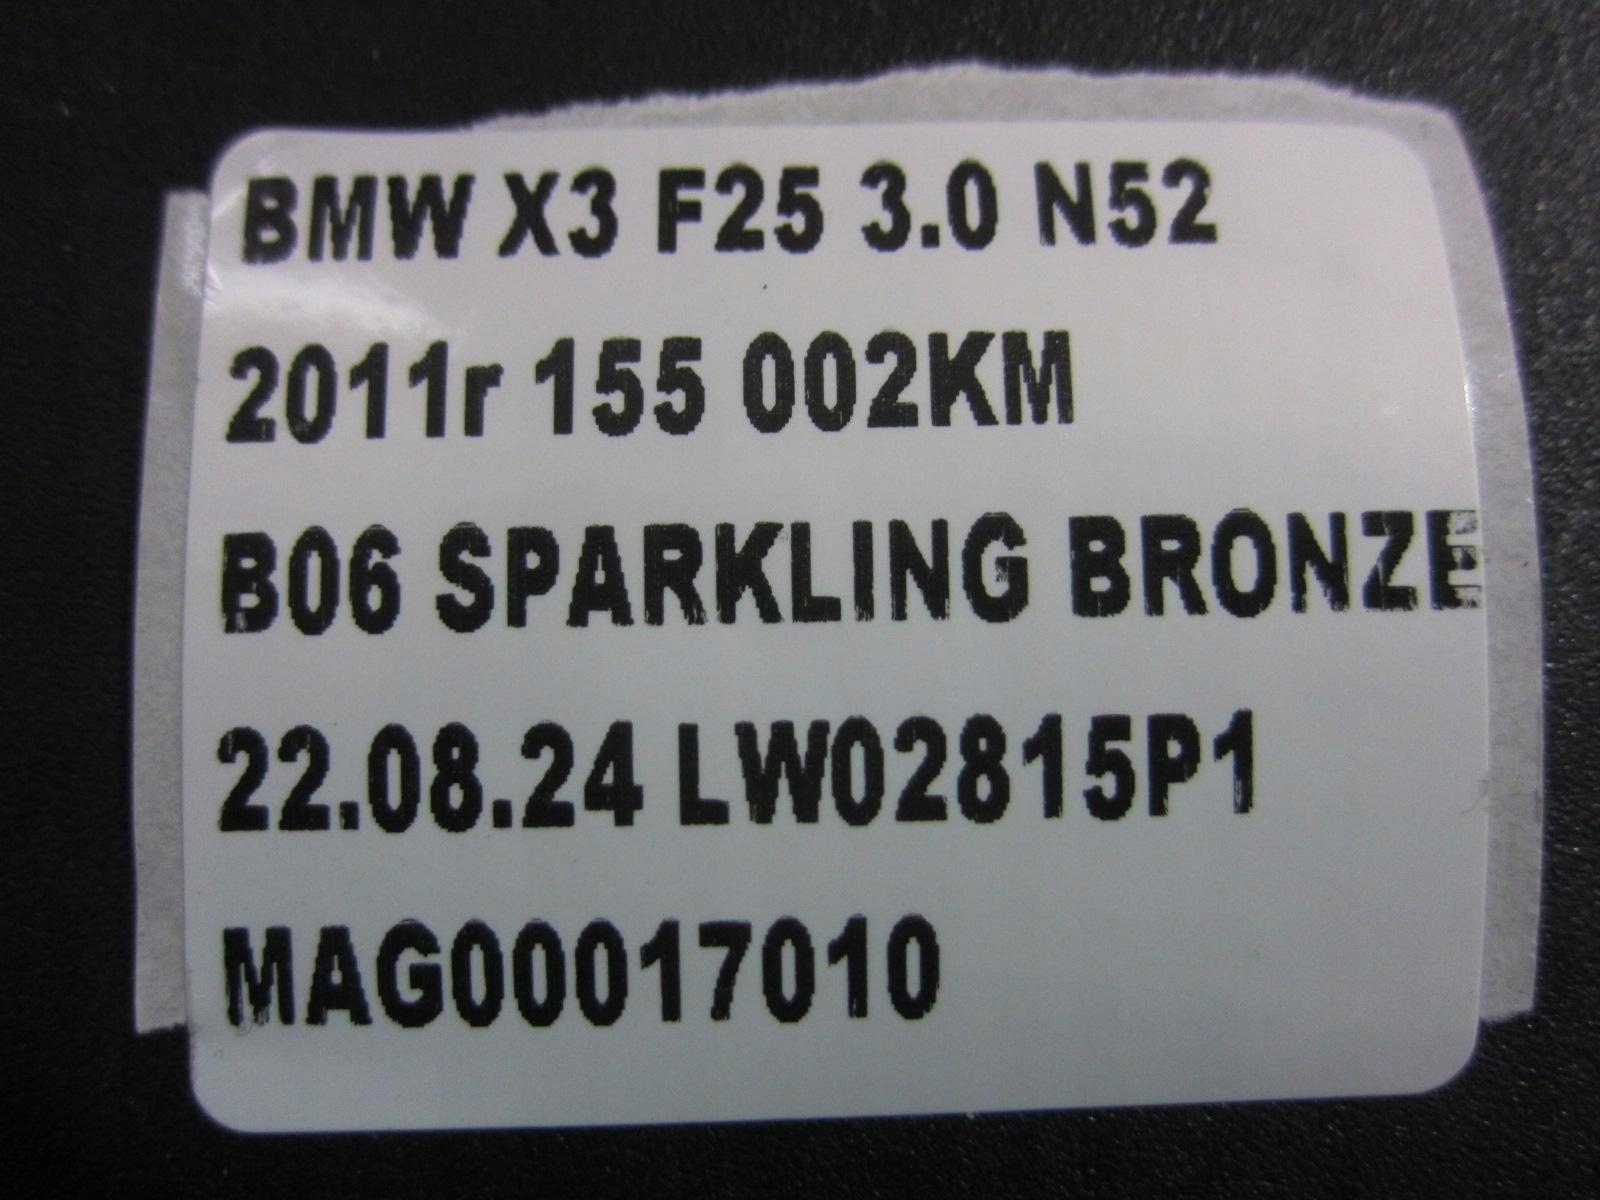 BMW X3 F25 3.0 N52
2011r 155 002KM
B06 SPARKLING BRONZE
22.08.24 LW02815P1
MAG00017010